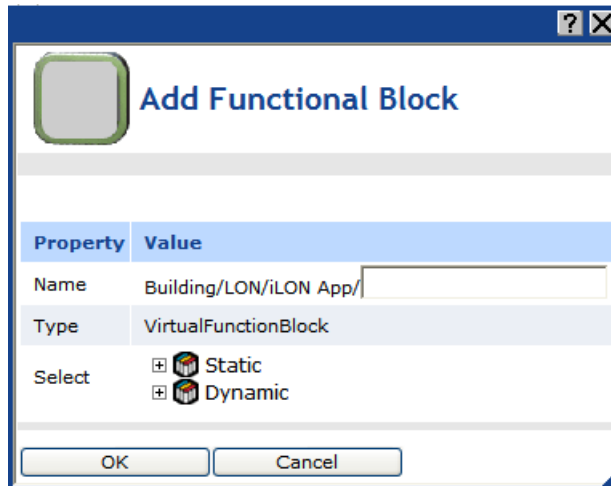 ? X
Add Functional Block
Property Value
Name Building/LON/iLON App/
Type VirtualFunctionBlock
Select
Static
Dynamic
OK Cancel